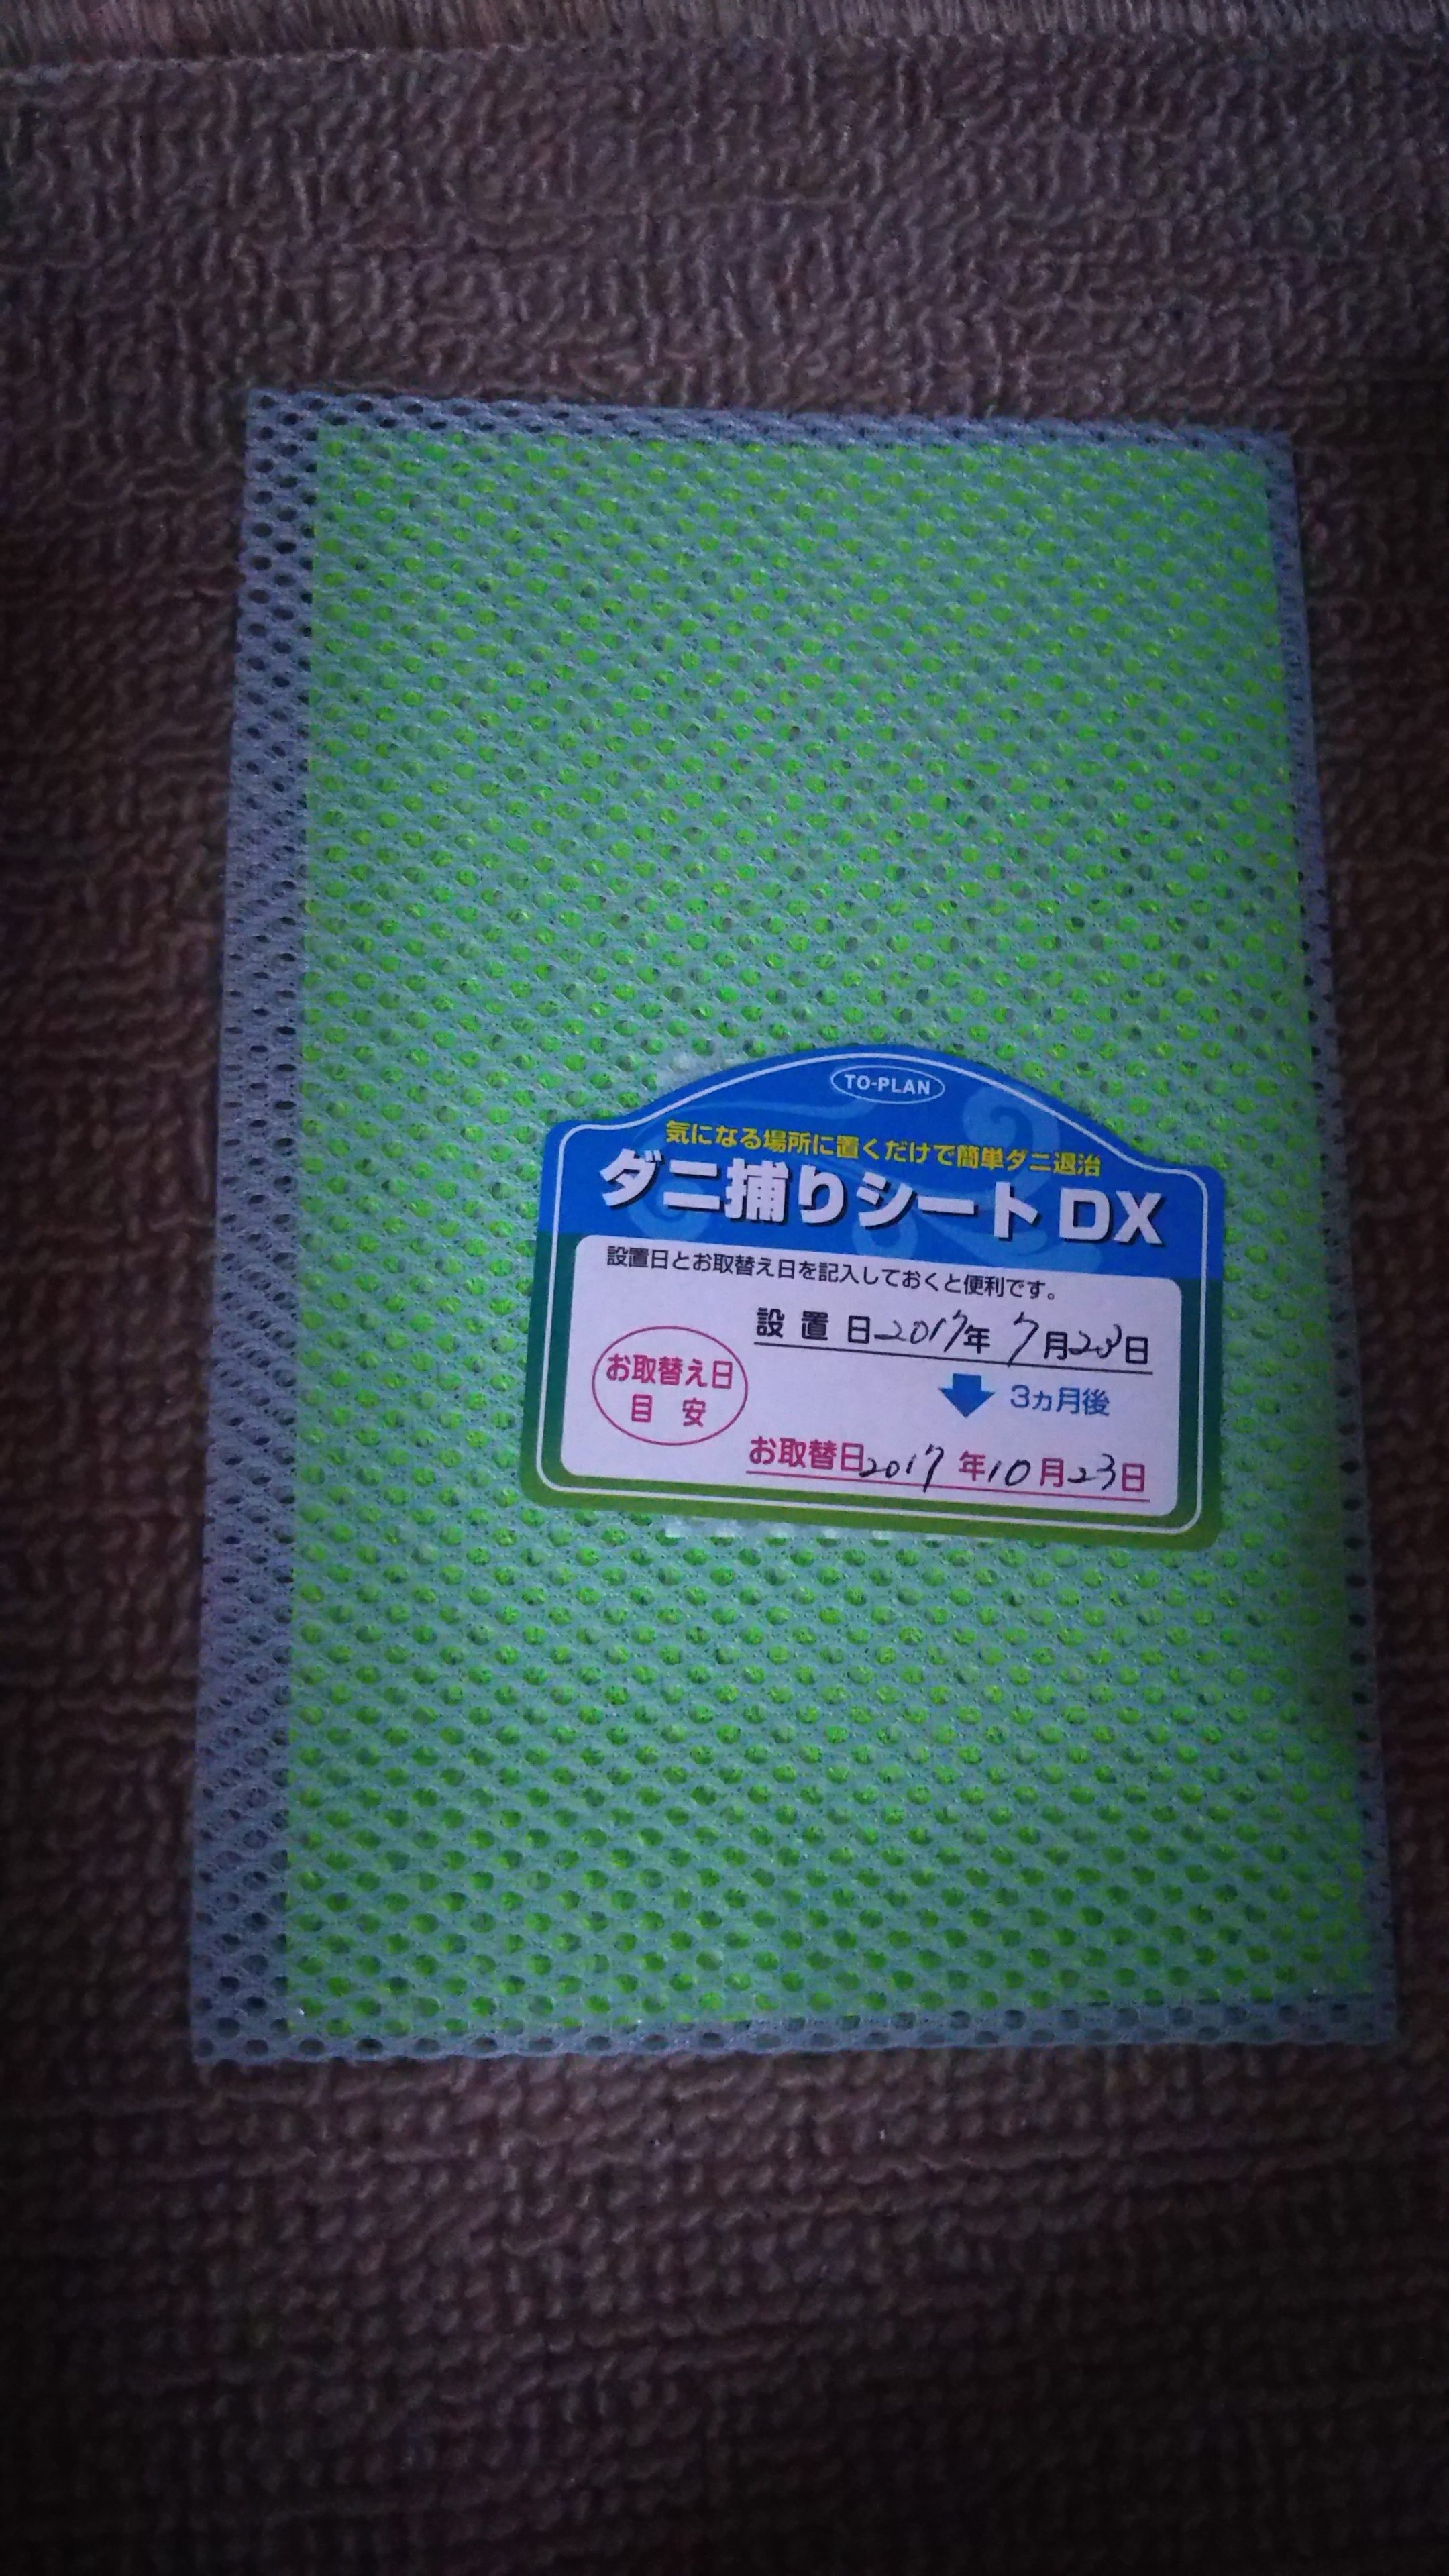 TO-PLAN
気になる場所に置くだけで簡単ダニ退治
ダニ捕りシートDX
設置日とお取替え日を記入しておくと便利です。
設置日2017年7月23日
お取替え日
目安
3ヵ月後
お取替日2017年10月23日